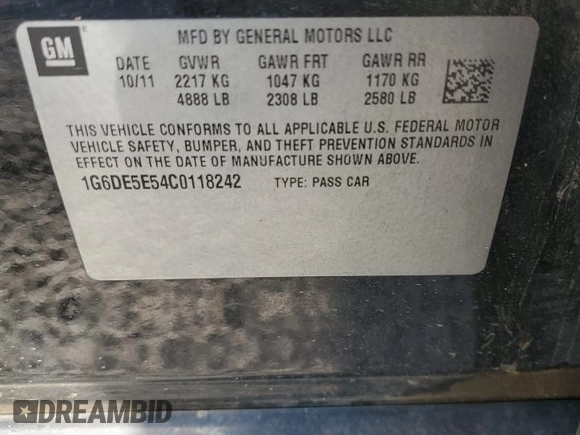 GM
MFD BY GENERAL MOTORS LLC
DATE GVWR GAWR FRT GAWR RR
10/11 2217 KG 1047 KG 1170 KG
4888 LB 2308 LB 2580 LB
THIS VEHICLE CONFORMS TO ALL APPLICABLE U.S. FEDERAL MOTOR
VEHICLE SAFETY, BUMPER, AND THEFT PREVENTION STANDARDS IN
EFFECT ON THE DATE OF MANUFACTURE SHOWN ABOVE.
1G6DE5E54C0118242 TYPE: PASS CAR
DREAMBID